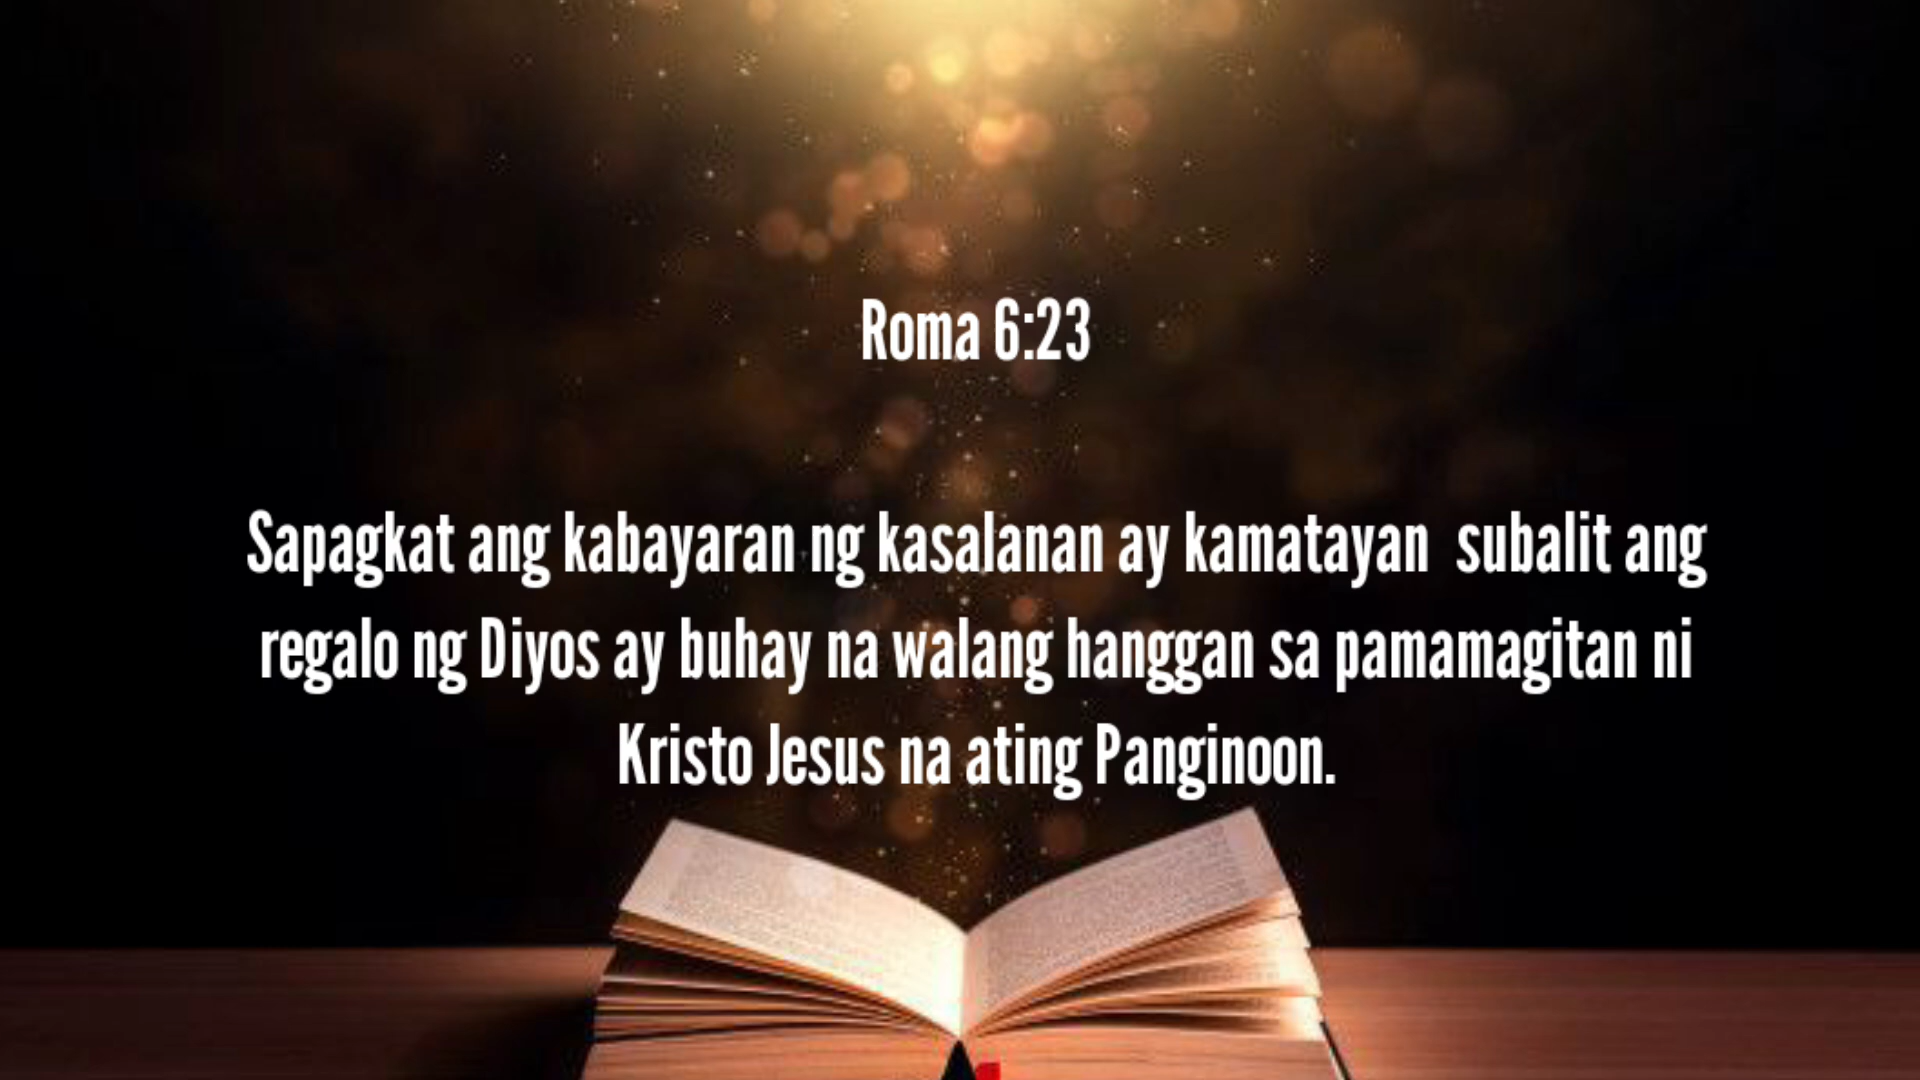 Roma 6:23
Sapagkat ang kabayaran ng kasalanan ay kamatayan  subalit ang
regalo ng Diyos ay buhay na walang hanggan sa pamamagitan ni
Kristo Jesus na ating Panginoon.